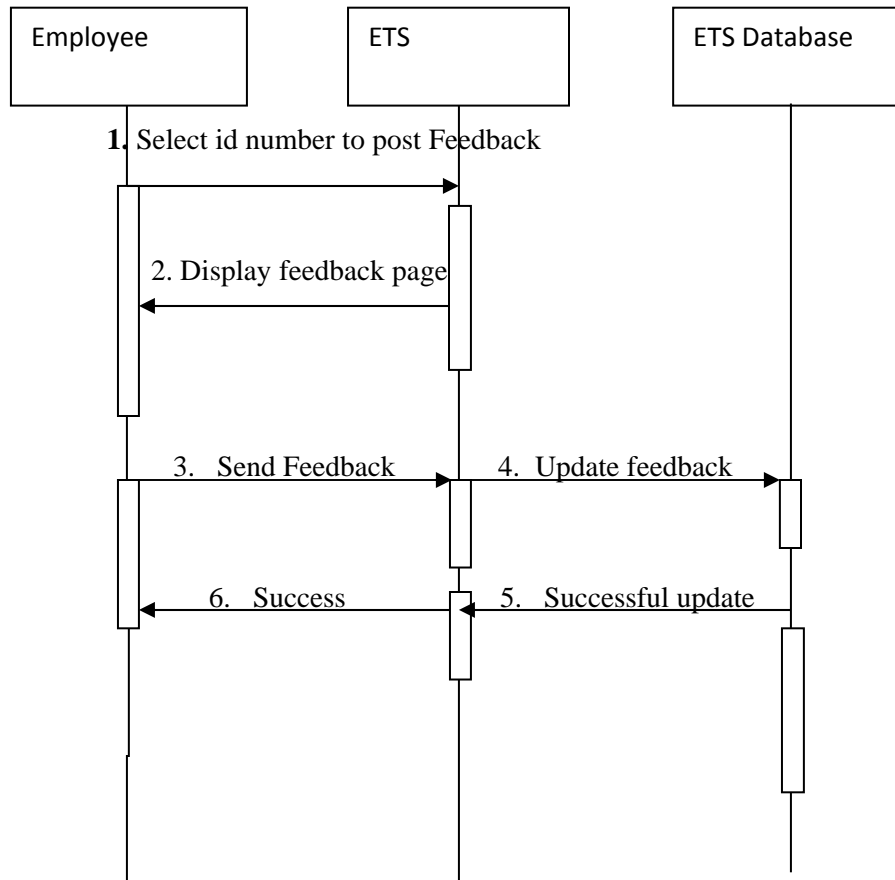 Employee
ETS
ETS Database
1. Select id number to post Feedback
2. Display feedback page
3. Send Feedback
4. Update feedback
6. Success
5. Successful update